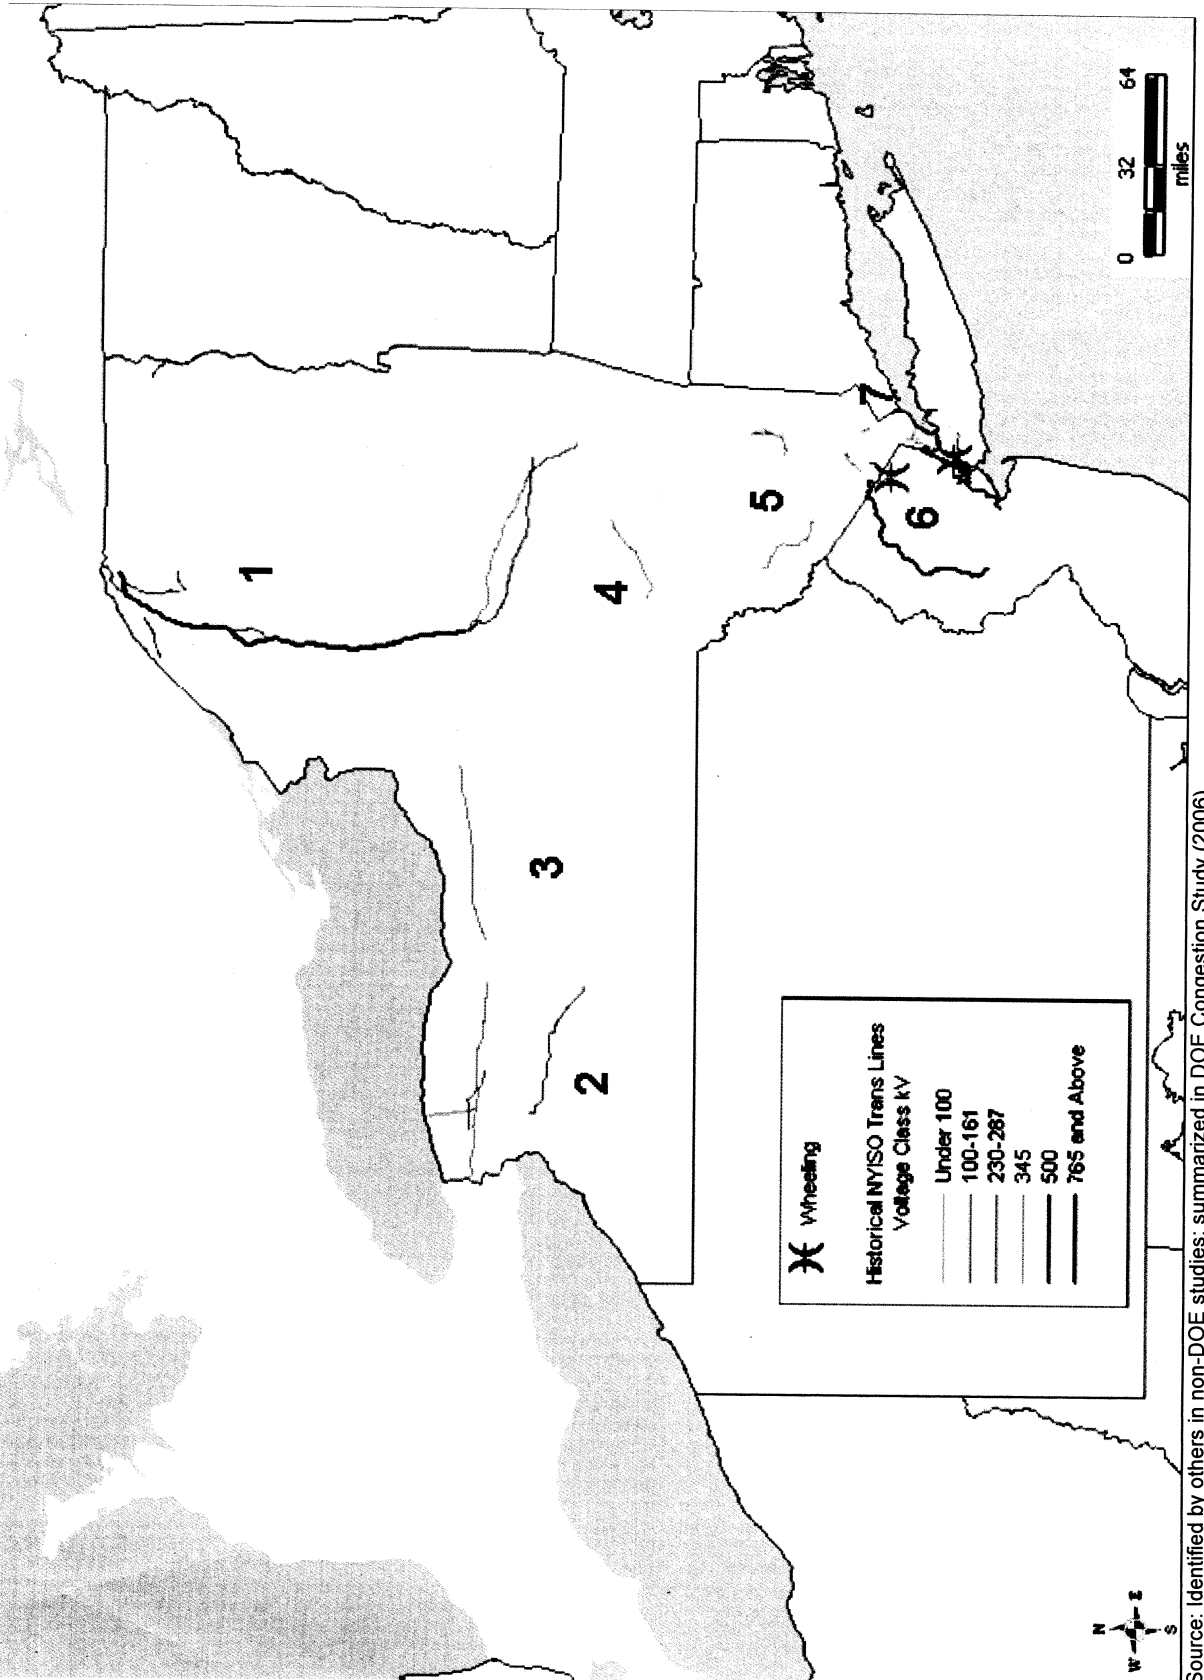 1
2
3
4
5
6
7
Wheeling
Historical NYISO Trans Lines
Voltage Class kV
Under 100
100-161
230-287
345
500
765 and Above
0 32 64
miles
N
W E
S
Source: Identified by others in non-DOE studies; summarized in DOE Congestion Study (2006)